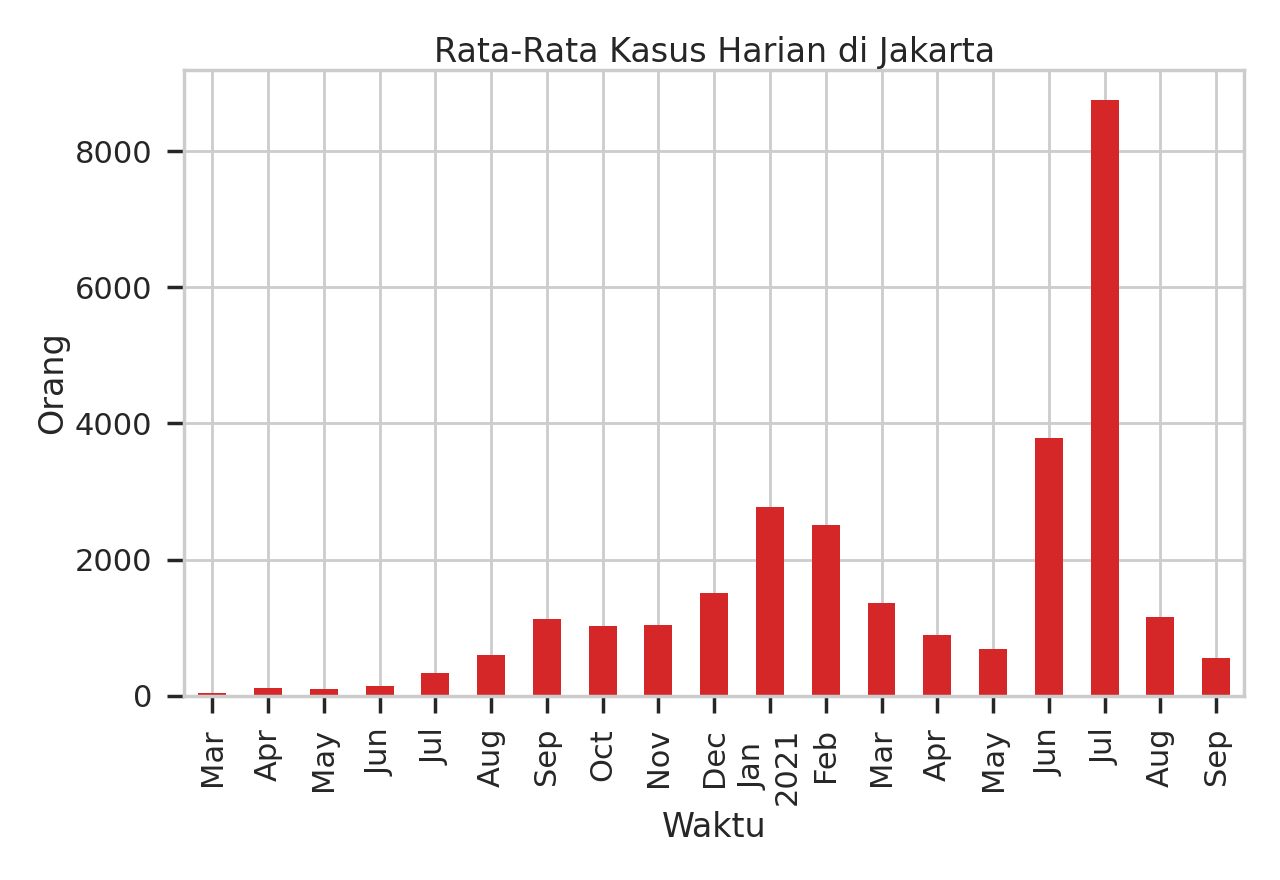 Rata-Rata Kasus Harian di Jakarta
8000
6000
4000
2000
0
Orang
Mar
Apr
May
Jun
Jul
Aug
Sep
Oct
Nov
Dec
Jan
2021
Feb
Mar
Apr
May
Jun
Jul
Aug
Sep
Waktu